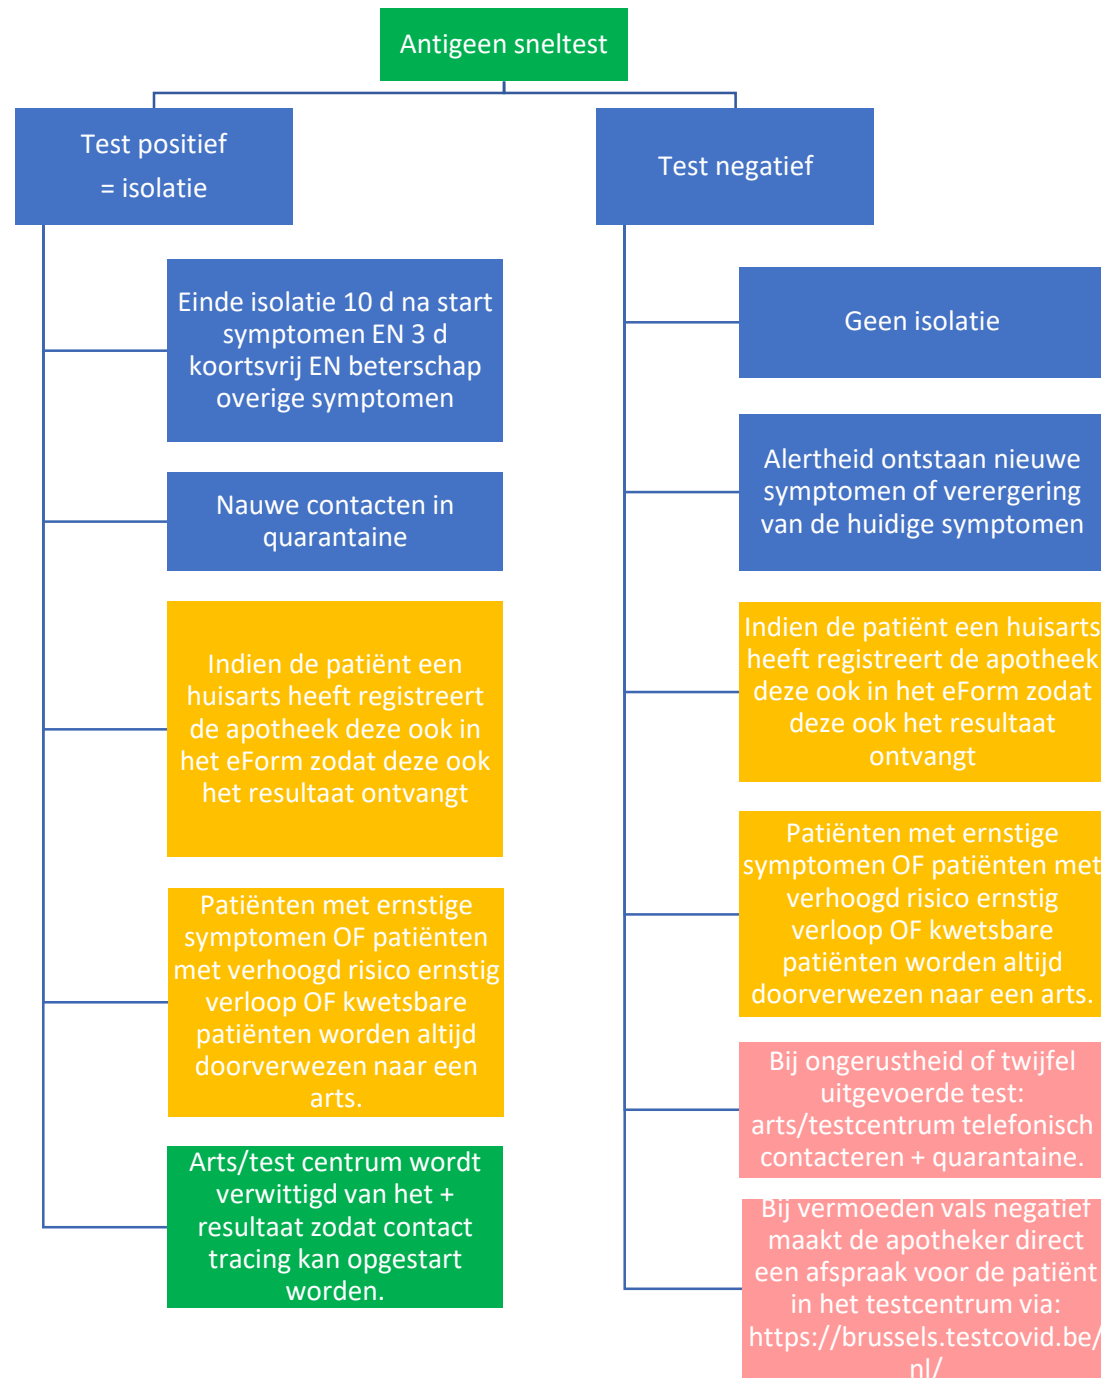 Antigeen sneltest
Test positief
= isolatie
Einde isolatie 10 d na start
symptomen EN 3 d
koortsvrij EN beterschap
overige symptomen
Nauwe contacten in
quarantaine
Indien de patiënt een
huisarts heeft registreert
de apotheek deze ook in
het eForm zodat deze ook
het resultaat ontvangt
Patiënten met ernstige
symptomen OF patiënten
met verhoogd risico ernstig
verloop OF kwetsbare
patiënten worden altijd
doorverwezen naar een
arts.
Arts/test centrum wordt
verwittigd van het +
resultaat zodat contact
tracing kan opgestart
worden.
Test negatief
Geen isolatie
Alertheid ontstaan nieuwe
symptomen of verergering
van de huidige symptomen
Indien de patiënt een huisarts
heeft registreert de apotheek
deze ook in het eForm zodat
deze ook het resultaat
ontvangt
Patiënten met ernstige
symptomen OF patiënten met
verhoogd risico ernstig
verloop OF kwetsbare
patiënten worden altijd
doorverwezen naar een arts.
Bij ongerustheid of twijfel
uitgevoerde test:
arts/testcentrum telefonisch
contacteren + quarantaine.
Bij vermoeden vals negatief
maakt de apotheker direct
een afspraak voor de patiënt
in het testcentrum via:
https://brussels.testcovid.be/
nl/